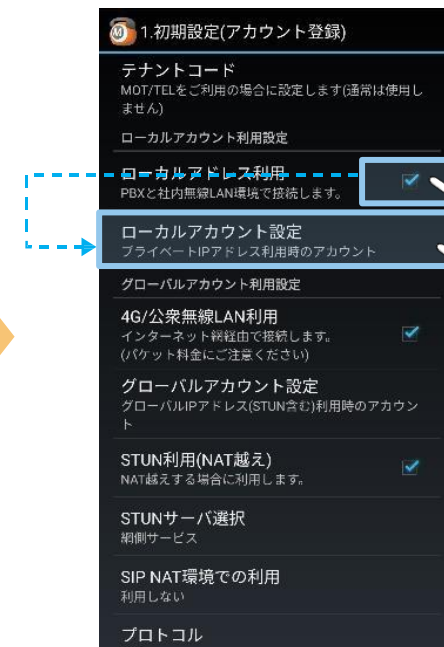 1.初期設定(アカウント登録)
テナントコード
MOT/TELをご利用の場合に設定します(通常は使用し
ません)
ローカルアカウント利用設定
ローカルアドレス利用
PBXと社内無線LAN環境で接続します。
ローカルアカウント設定
プライベートIPアドレス利用時のアカウント
グローバルアカウント利用設定
4G/公衆無線LAN利用
インターネット網経由で接続します。
(パケット料金にご注意ください)
グローバルアカウント設定
グローバルIPアドレス(STUN含む)利用時のアカウン
ト
STUN利用(NAT越え)
NAT越えする場合に利用します。
STUNサーバ選択
網側サービス
SIP NAT環境での利用
利用しない
プロトコル